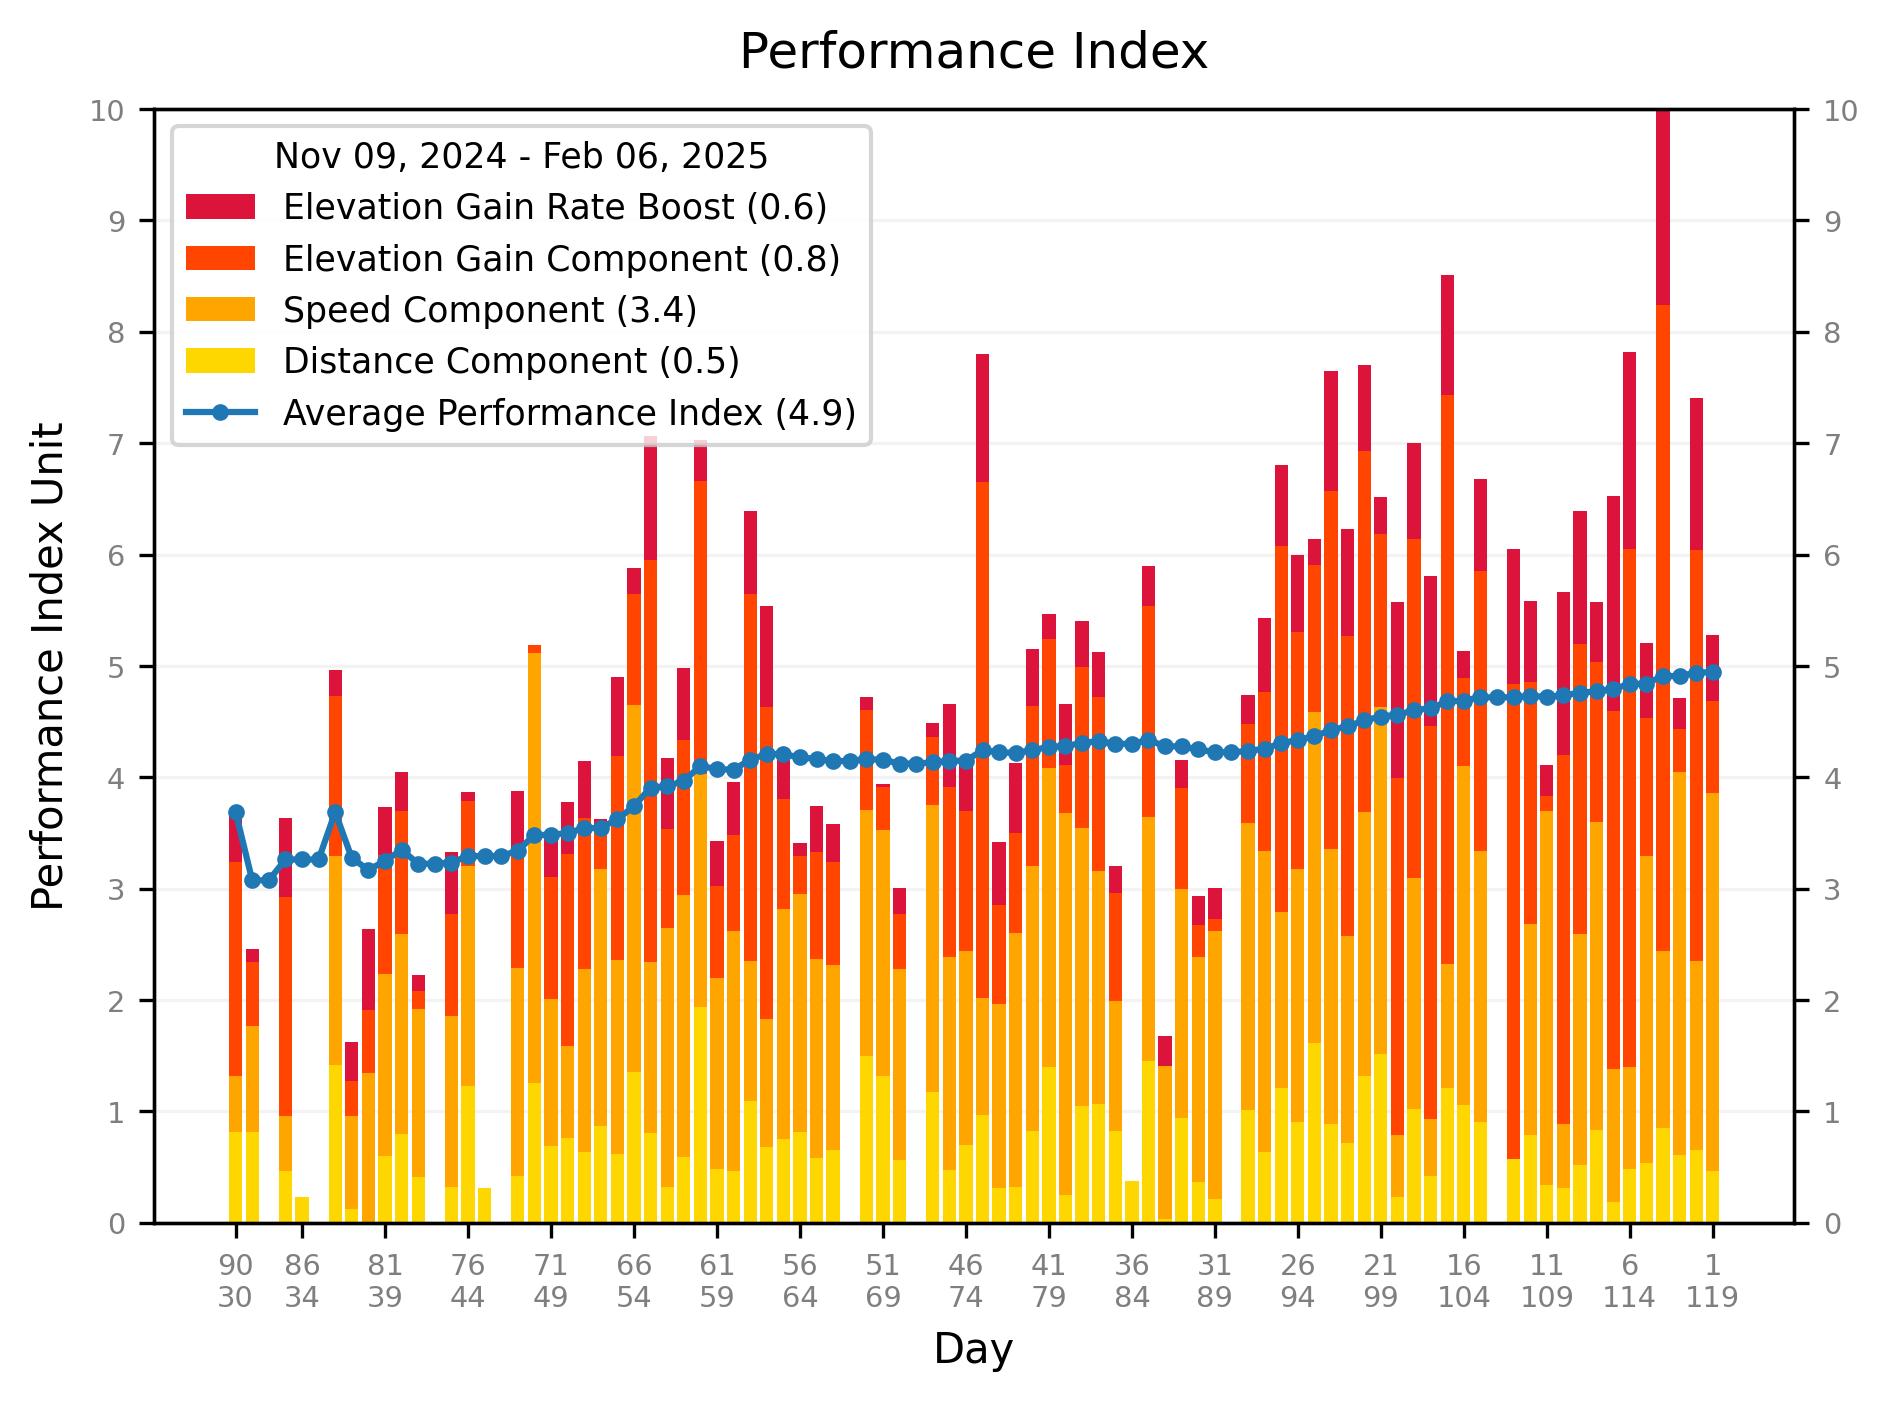 Performance Index
Nov 09, 2024 - Feb 06, 2025
Elevation Gain Rate Boost (0.6)
Elevation Gain Component (0.8)
Speed Component (3.4)
Distance Component (0.5)
Average Performance Index (4.9)
Performance Index Unit
10
9
8
7
6
5
4
3
2
1
0
10
9
8
7
6
5
4
3
2
1
0
90 86 81 76 71 66 61 56 51 46 41 36 31 26 21 16 11 6 1
30 34 39 44 49 54 59 64 69 74 79 84 89 94 99 104 109 114 119
Day